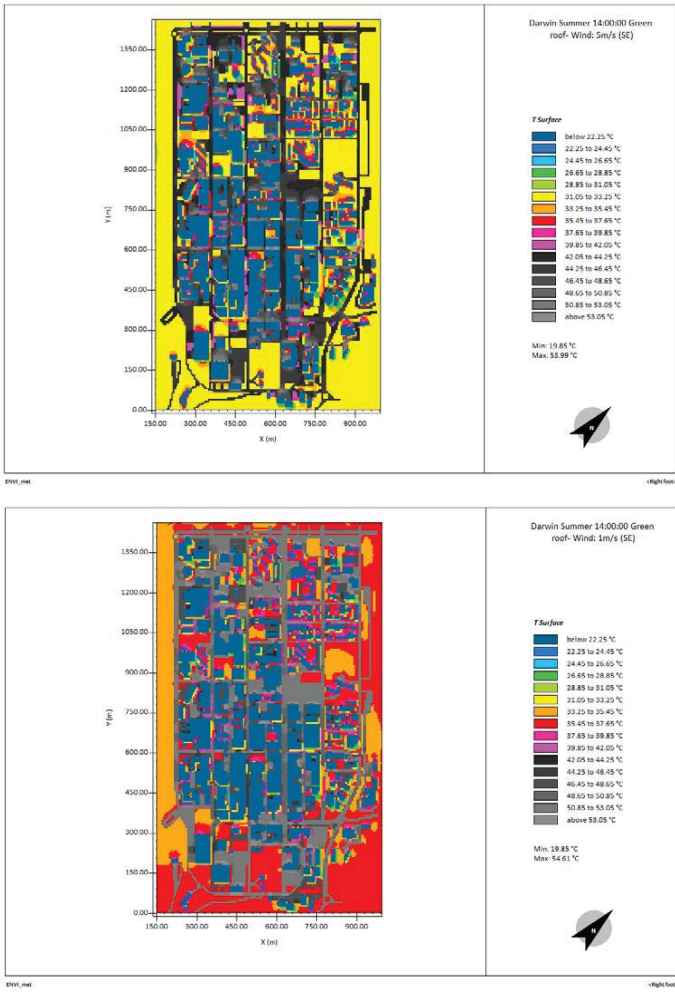 Darwin Summer 14:00:00 Green
roof- Wind: 5m/s (SE)
T Surface
below 22.25 °C
22.25 to 24.45 °C
24.45 to 26.65 °C
26.65 to 28.85 °C
28.85 to 31.05 °C
31.05 to 33.25 °C
33.25 to 35.45 °C
35.45 to 37.65 °C
37.65 to 39.85 °C
39.85 to 42.05 °C
42.05 to 44.25 °C
44.25 to 46.45 °C
46.45 to 48.65 °C
48.65 to 50.85 °C
50.85 to 53.05 °C
above 53.05 °C
Min: 19.85 °C
Max: 53.99 °C
N
Y (m)
1350.00
1200.00
1050.00
900.00
750.00
600.00
450.00
300.00
150.00
0.00
150.00 300.00 450.00 600.00 750.00 900.00
X (m)
ENVI_met
<Right foot>
Darwin Summer 14:00:00 Green
roof- Wind: 1m/s (SE)
T Surface
below 22.25 °C
22.25 to 24.45 °C
24.45 to 26.65 °C
26.65 to 28.85 °C
28.85 to 31.05 °C
31.05 to 33.25 °C
33.25 to 35.45 °C
35.45 to 37.65 °C
37.65 to 39.85 °C
39.85 to 42.05 °C
42.05 to 44.25 °C
44.25 to 46.45 °C
46.45 to 48.65 °C
48.65 to 50.85 °C
50.85 to 53.05 °C
above 53.05 °C
Min: 19.85 °C
Max: 54.61 °C
N
Y (m)
1350.00
1200.00
1050.00
900.00
750.00
600.00
450.00
300.00
150.00
0.00
150.00 300.00 450.00 600.00 750.00 900.00
X (m)
ENVI_met
<Right foot>